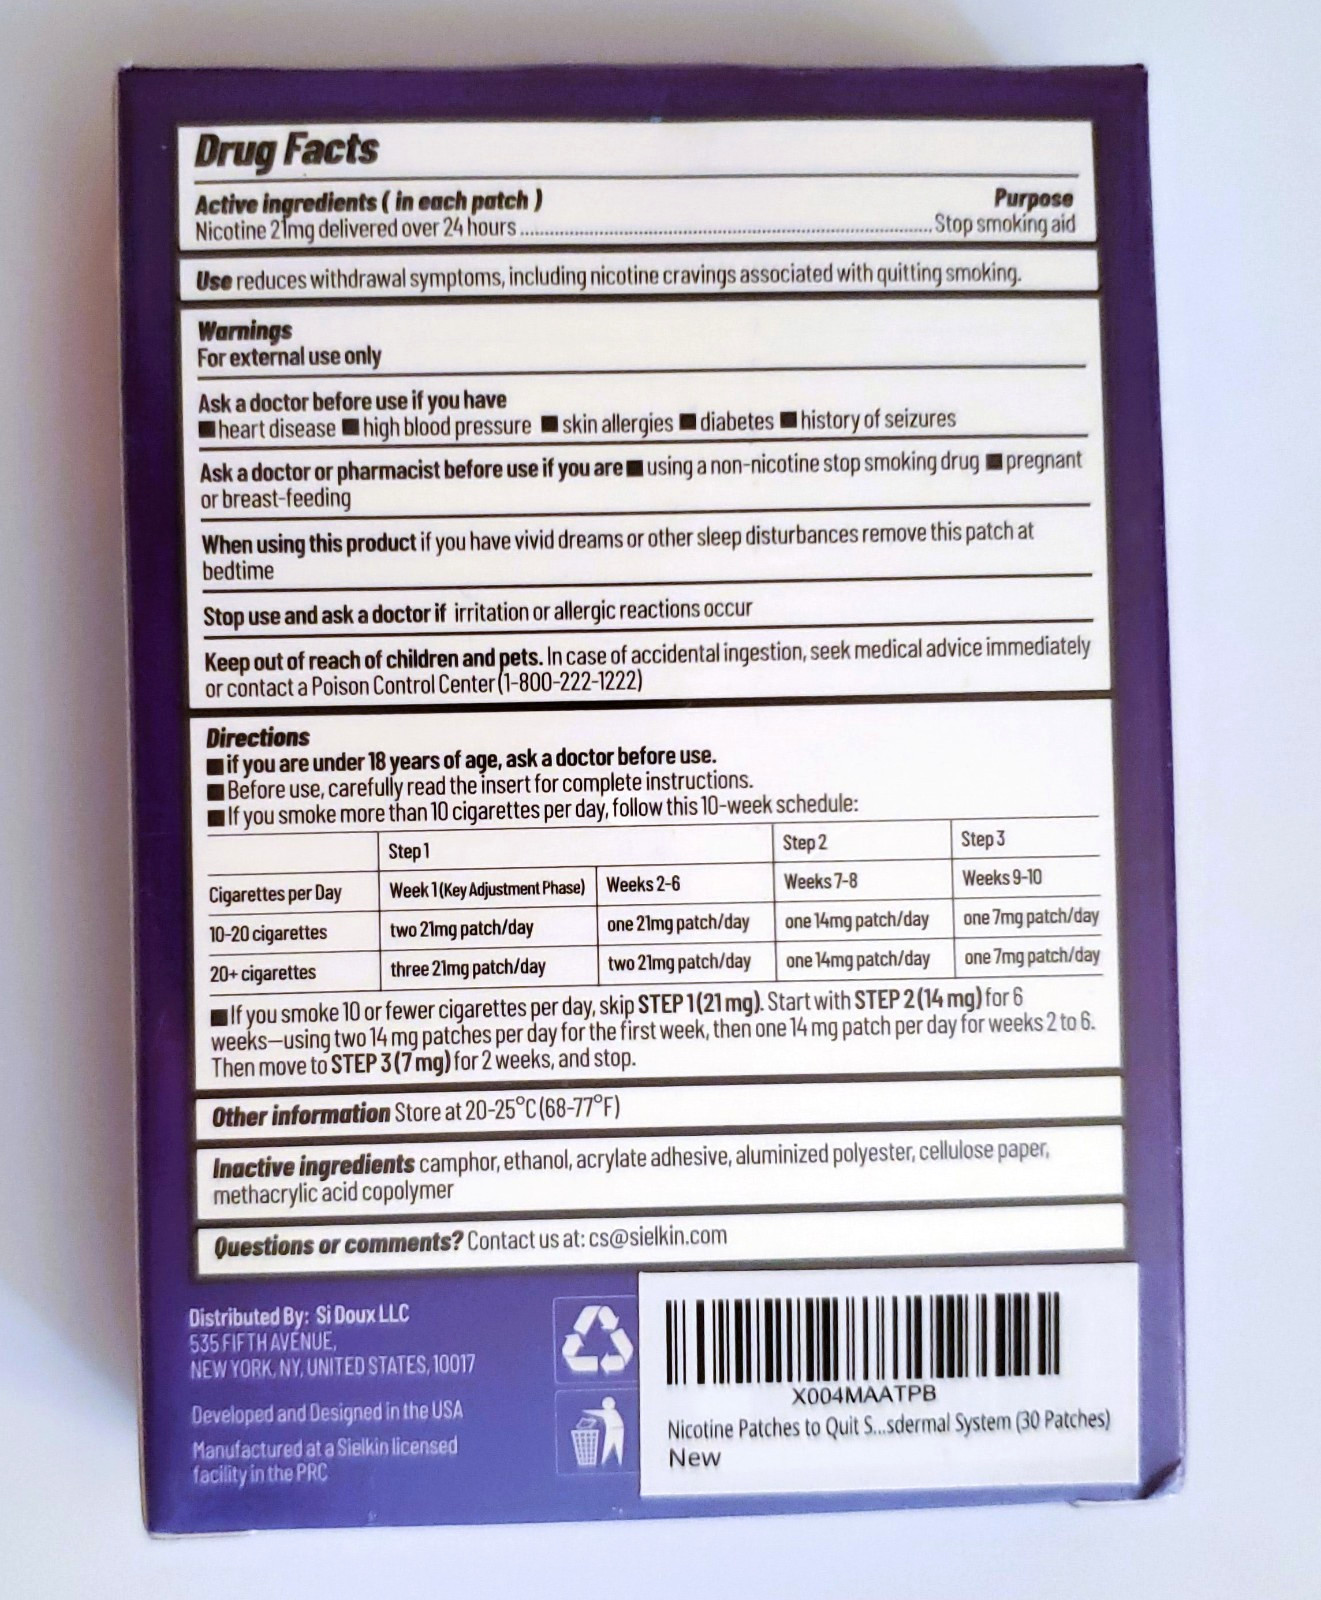 Drug Facts
Active ingredients ( in each patch ) Purpose
Nicotine 21mg delivered over 24 hours ........ Stop smoking aid
Use reduces withdrawal symptoms, including nicotine cravings associated with quitting smoking.
Warnings
For external use only
Ask a doctor before use if you have
■ heart disease ■ high blood pressure ■ skin allergies ■ diabetes ■ history of seizures
Ask a doctor or pharmacist before use if you are ■ using a non-nicotine stop smoking drug ■ pregnant
or breast-feeding
When using this product if you have vivid dreams or other sleep disturbances remove this patch at
bedtime
Stop use and ask a doctor if irritation or allergic reactions occur
Keep out of reach of children and pets. In case of accidental ingestion, seek medical advice immediately
or contact a Poison Control Center (1-800-222-1222)
Directions
■ if you are under 18 years of age, ask a doctor before use.
■ Before use, carefully read the insert for complete instructions.
■ If you smoke more than 10 cigarettes per day, follow this 10-week schedule:
Step 1 Step 2 Step 3
Cigarettes per Day Week 1 (Key Adjustment Phase) Weeks 2-6 Weeks 7-8 Weeks 9-10
10-20 cigarettes two 21mg patch/day one 21mg patch/day one 14mg patch/day one 7mg patch/day
20+ cigarettes three 21mg patch/day two 21mg patch/day one 14mg patch/day one 7mg patch/day
■ If you smoke 10 or fewer cigarettes per day, skip STEP 1 (21 mg). Start with STEP 2 (14 mg) for 6
weeks—using two 14 mg patches per day for the first week, then one 14 mg patch per day for weeks 2 to 6.
Then move to STEP 3 (7 mg) for 2 weeks, and stop.
Other information Store at 20-25°C (68-77°F)
Inactive ingredients camphor, ethanol, acrylate adhesive, aluminized polyester, cellulose paper,
methacrylic acid copolymer
Questions or comments? Contact us at: cs@sielkin.com
Distributed By: Si Doux LLC
535 FIFTH AVENUE,
NEW YORK, NY, UNITED STATES, 10017
Developed and Designed in the USA
Manufactured at a Sielkin licensed
facility in the PRC
X004MAATPB
Nicotine Patches to Quit S...sdermal System (30 Patches)
New